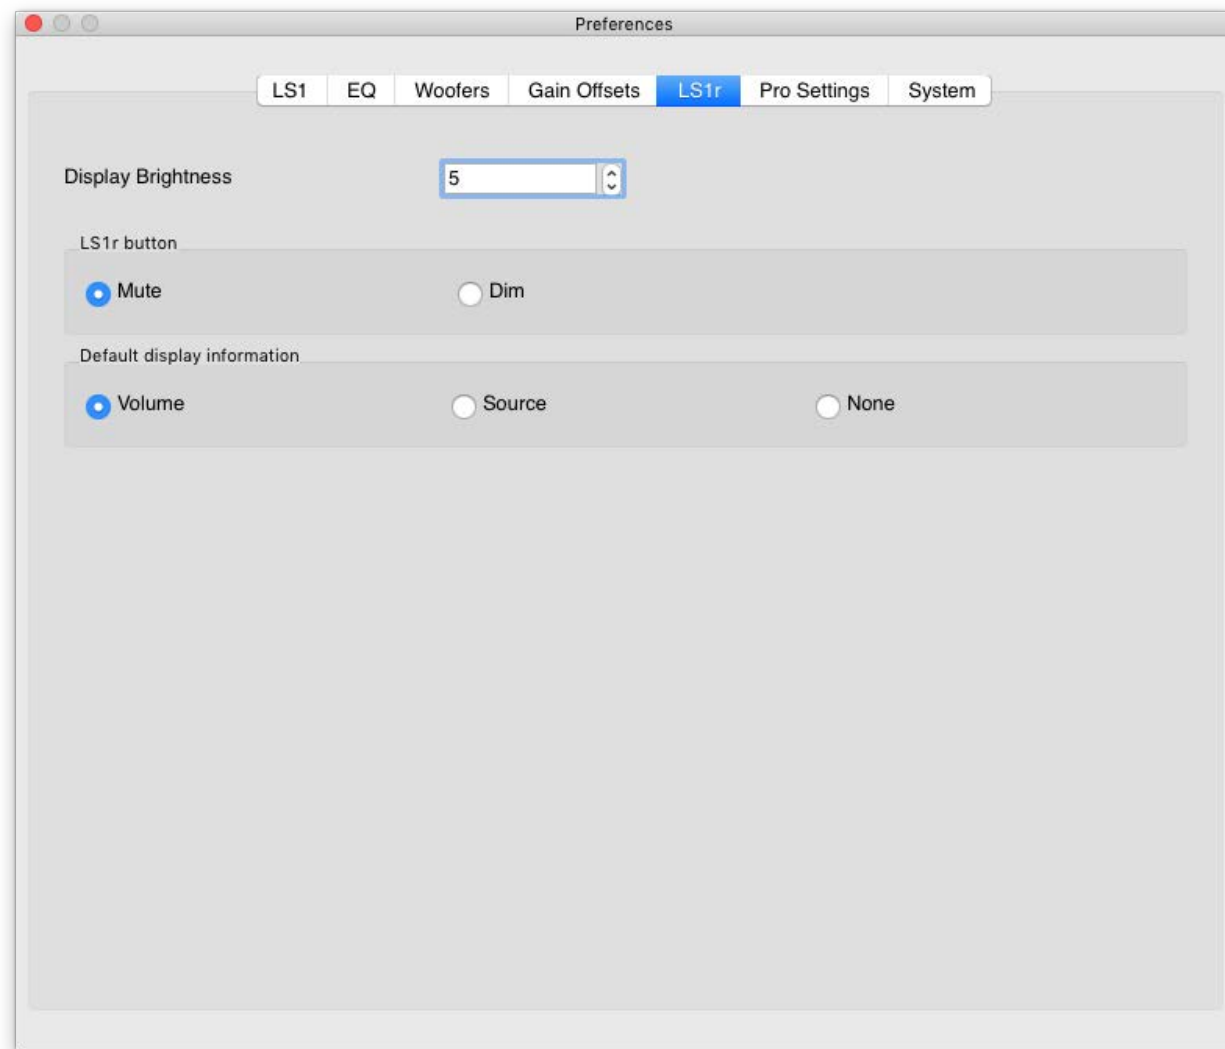 Preferences
LS1 EQ Woofers Gain Offsets LS1r Pro Settings System
Display Brightness 5
LS1r button
Mute Dim
Default display information
Volume Source None